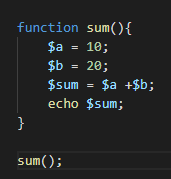 function sum(){
    $a = 10;
    $b = 20;
    $sum = $a +$b;
    echo $sum;
}

sum();